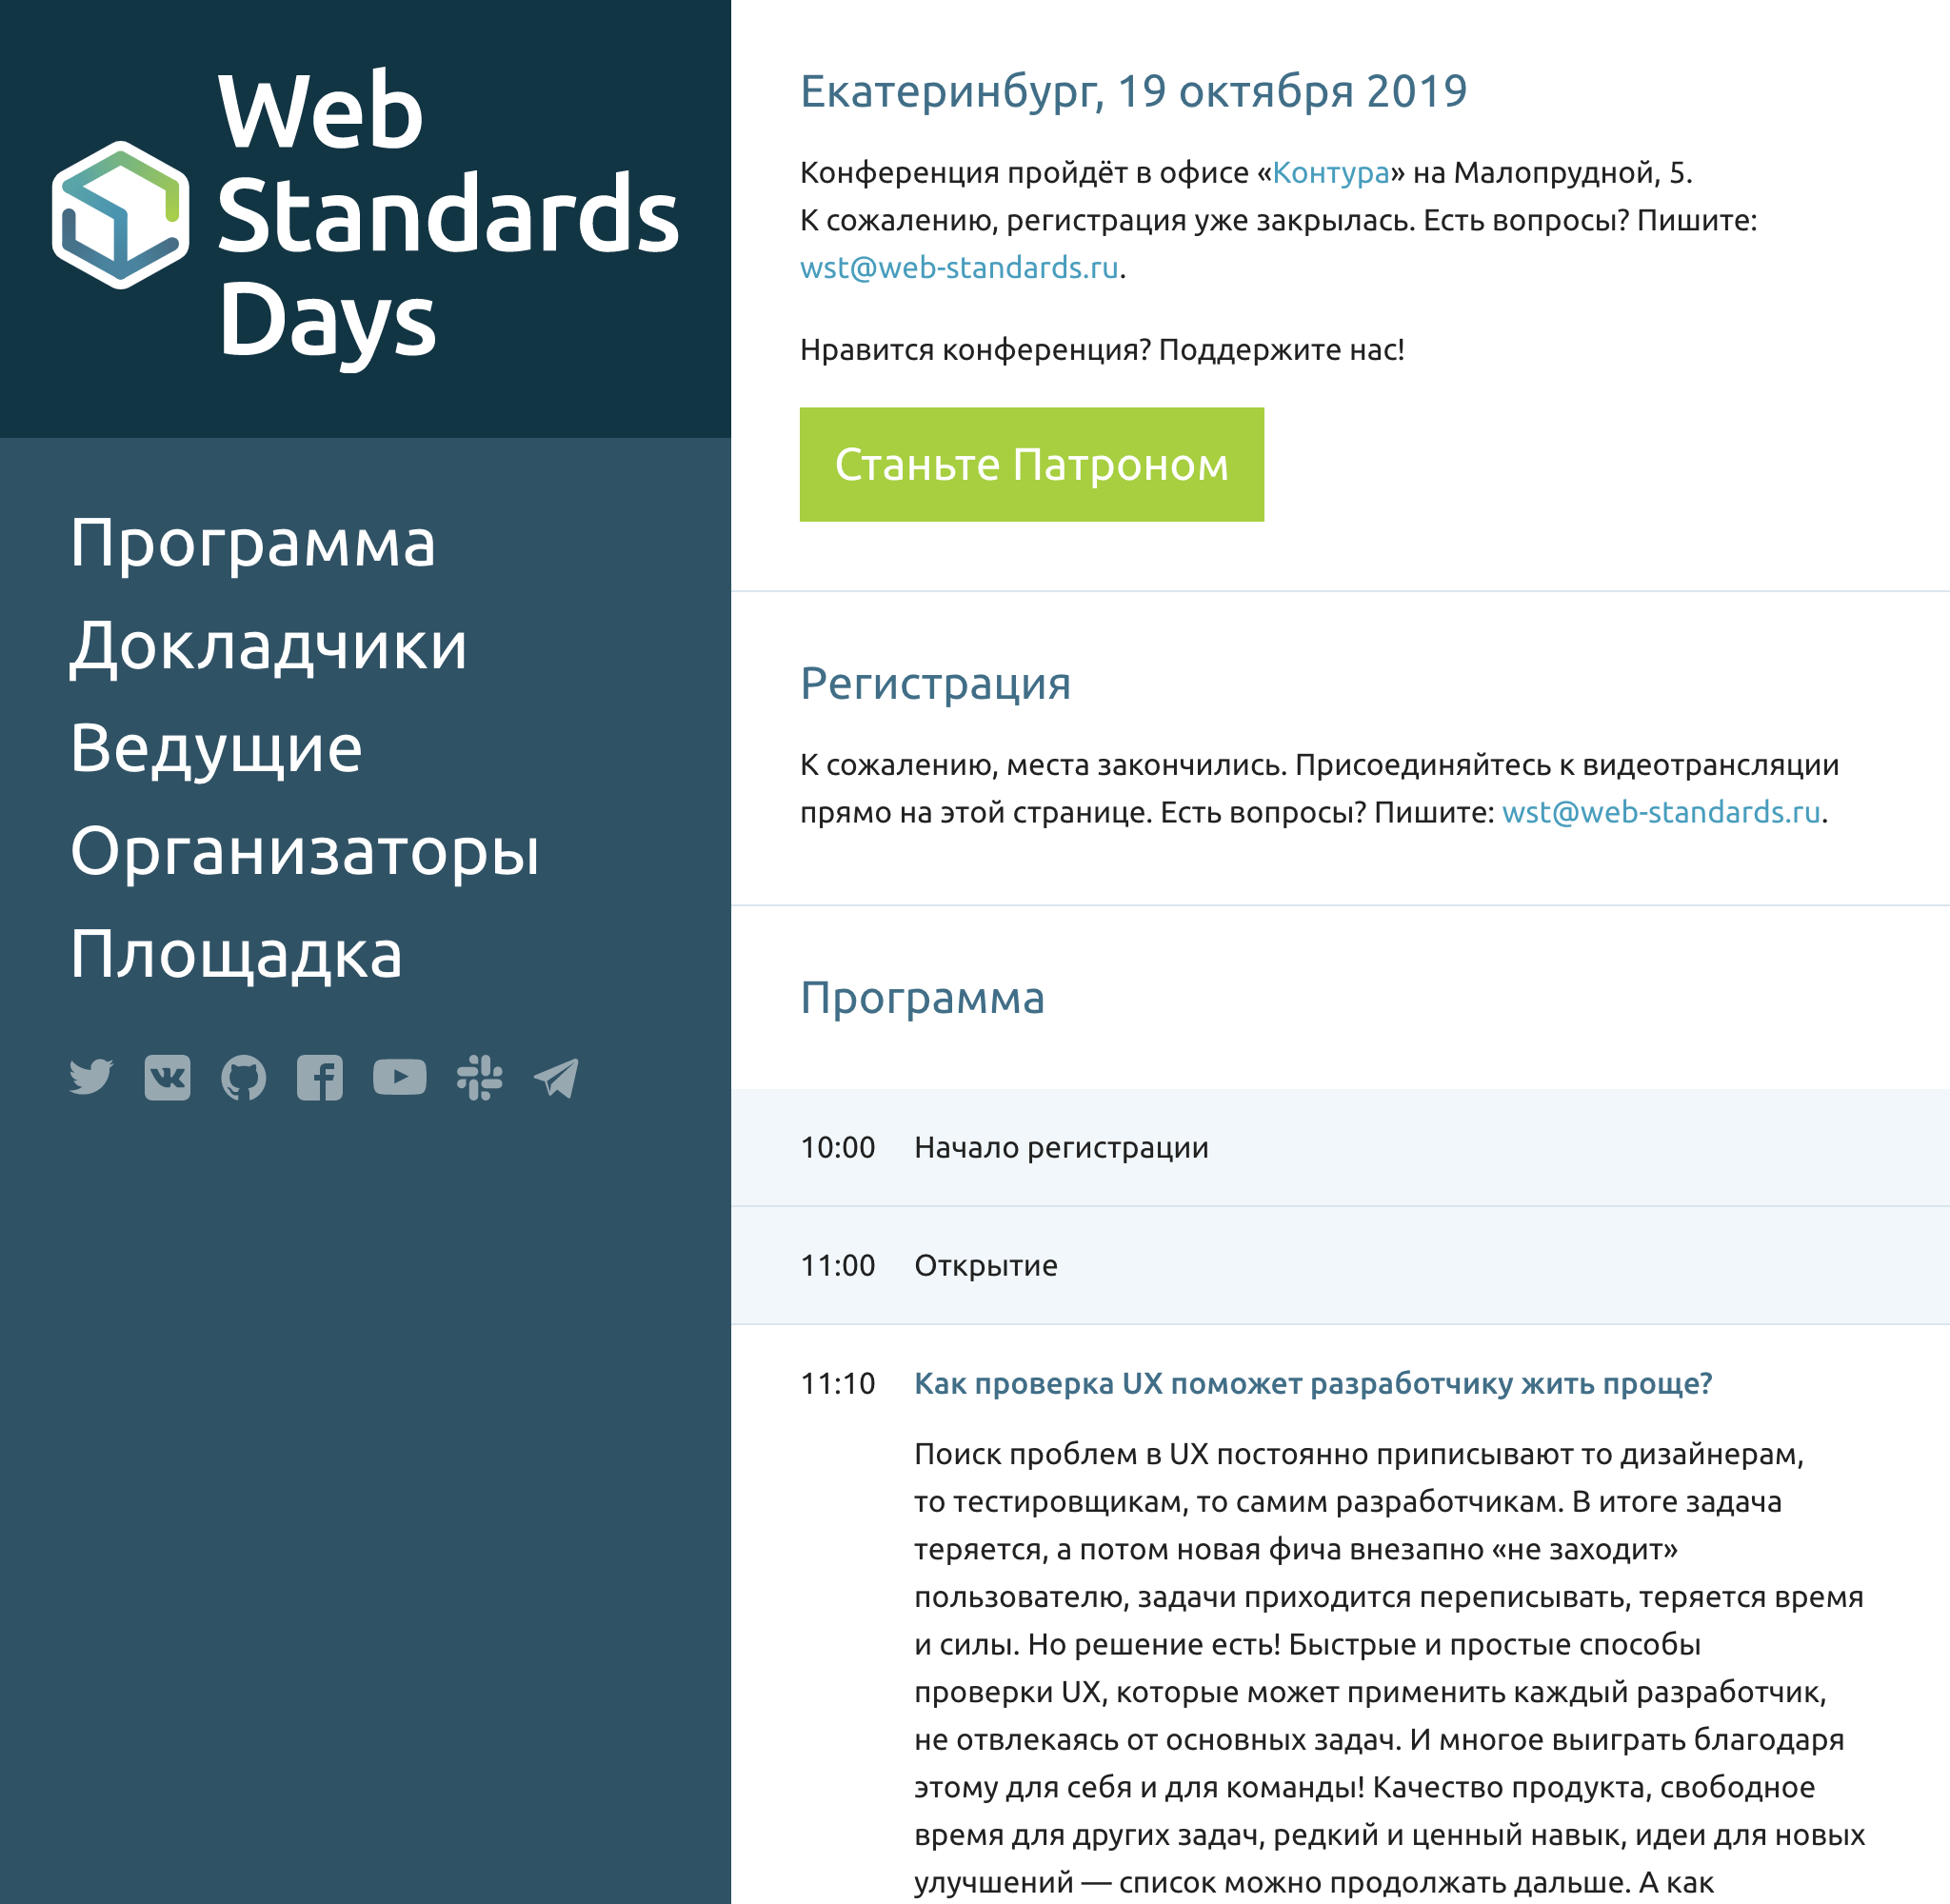 Web
Standards
Days
Программа
Докладчики
Ведущие
Организаторы
Площадка
Екатеринбург, 19 октября 2019
Конференция пройдёт в офисе «Контура» на Малопрудной, 5.
К сожалению, регистрация уже закрылась. Есть вопросы? Пишите:
wst@web-standards.ru.
Нравится конференция? Поддержите нас!
Станьте Патроном
Регистрация
К сожалению, места закончились. Присоединяйтесь к видеотрансляции
прямо на этой странице. Есть вопросы? Пишите: wst@web-standards.ru.
Программа
10:00 Начало регистрации
11:00 Открытие
11:10 Как проверка UX поможет разработчику жить проще?
Поиск проблем в UX постоянно приписывают то дизайнерам,
то тестировщикам, то самим разработчикам. В итоге задача
теряется, а потом новая фича внезапно «не заходит»
пользователю, задачи приходится переписывать, теряется время
и силы. Но решение есть! Быстрые и простые способы
проверки UX, которые может применить каждый разработчик,
не отвлекаясь от основных задач. И многое выиграть благодаря
этому для себя и для команды! Качество продукта, свободное
время для других задач, редкий и ценный навык, идеи для новых
улучшений — список можно продолжать дальше. А как